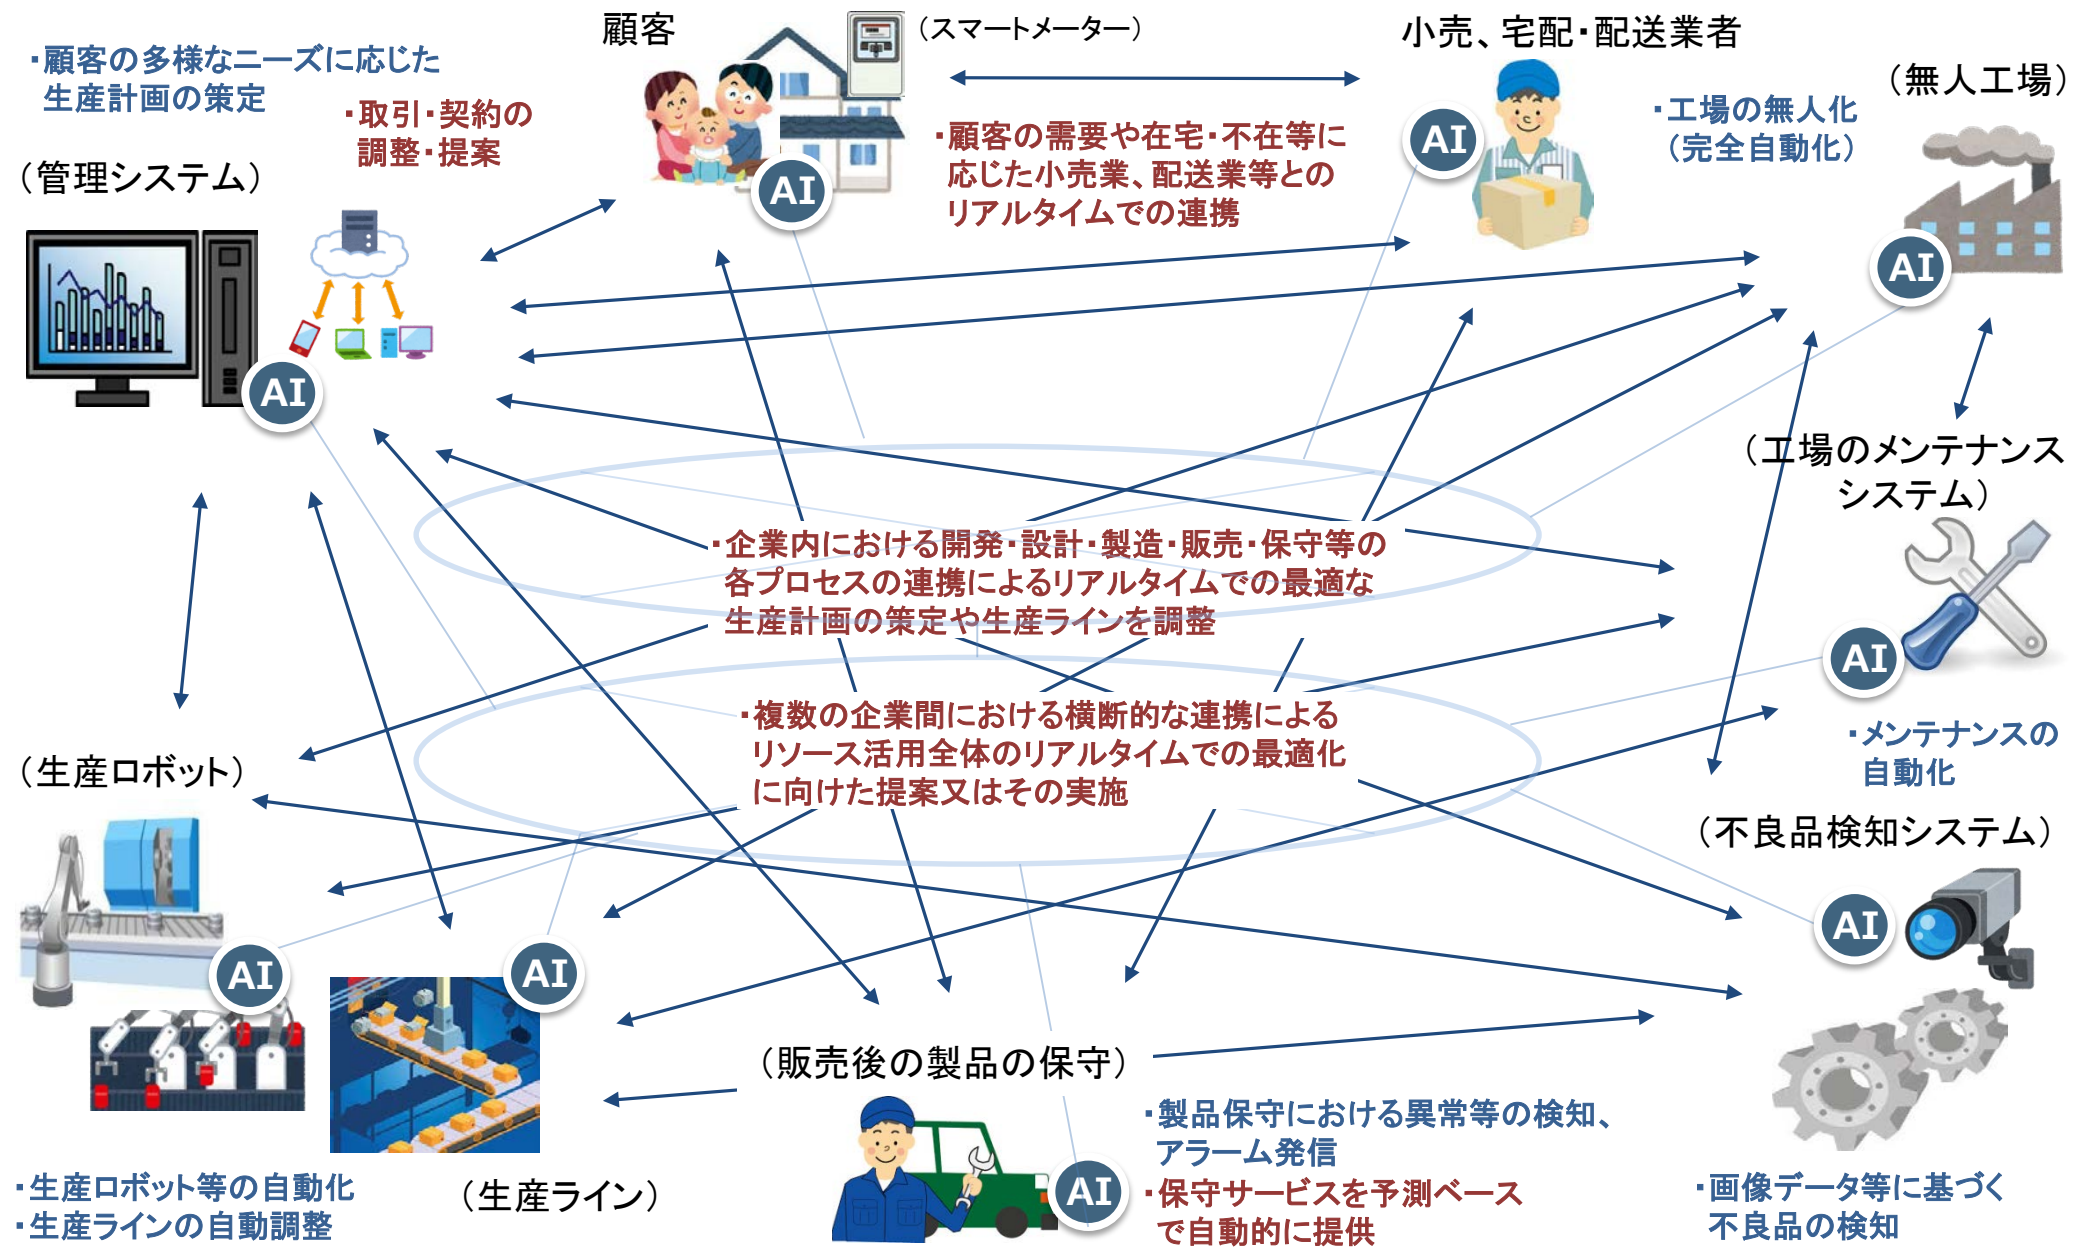 顧客
（スマートメーター）
小売、宅配・配送業者
（無人工場）
・顧客の多様なニーズに応じた
生産計画の策定
・取引・契約の
調整・提案
・顧客の需要や在宅・不在等に
応じた小売業、配送業等との
リアルタイムでの連携
・工場の無人化
（完全自動化）
（管理システム）
AI
AI
AI
AI
AI
（工場のメンテナンス
システム）
・企業内における開発・設計・製造・販売・保守等の
各プロセスの連携によるリアルタイムでの最適な
生産計画の策定や生産ラインを調整
AI
・メンテナンスの
自動化
・複数の企業間における横断的な連携による
リソース活用全体のリアルタイムでの最適化
に向けた提案又はその実施
（生産ロボット）
（不良品検知システム）
AI
AI
AI
（販売後の製品の保守）
・製品保守における異常等の検知、
アラーム発信
・保守サービスを予測ベース
で自動的に提供
AI
・生産ロボット等の自動化
・生産ラインの自動調整
（生産ライン）
・画像データ等に基づく
不良品の検知